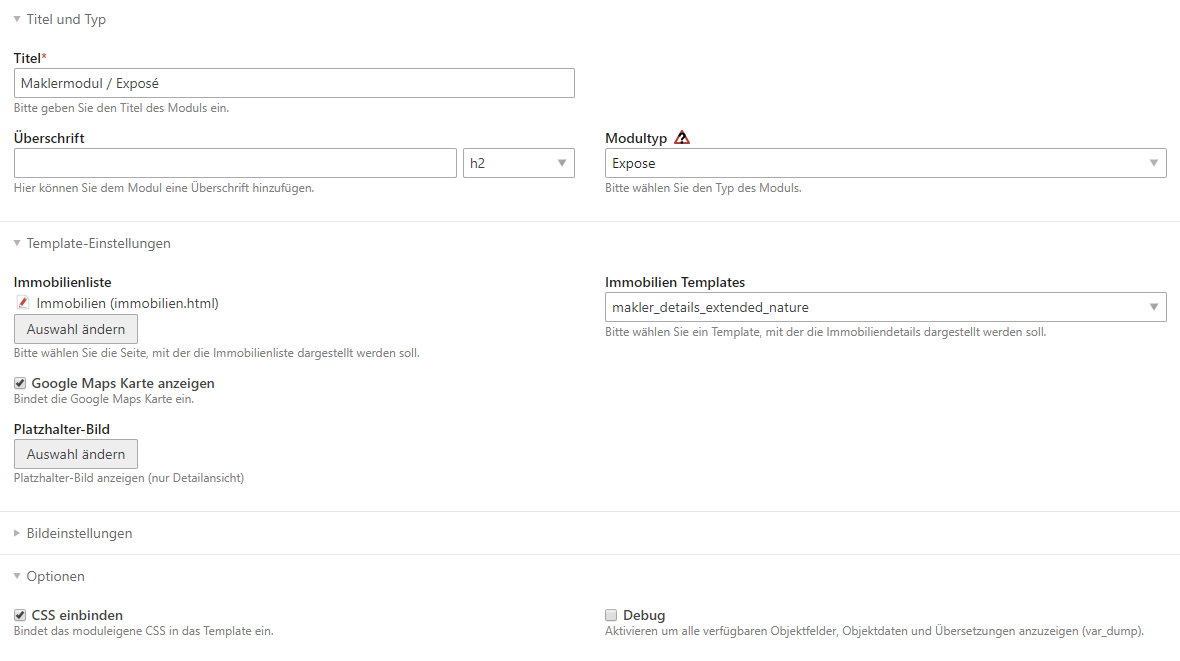 Titel und Typ
Titel*
Maklermodul / Exposé
Bitte geben Sie den Titel des Moduls ein.
Überschrift
h2
Hier können Sie dem Modul eine Überschrift hinzufügen.
Modultyp
Expose
Bitte wählen Sie den Typ des Moduls.
Template-Einstellungen
Immobilienliste
Immobilien (immobilien.html)
Auswahl ändern
Bitte wählen Sie die Seite, mit der die Immobilienliste dargestellt werden soll.
Immobilien Templates
makler_details_extended_nature
Bitte wählen Sie ein Template, mit der die Immobiliendetails dargestellt werden soll.
Google Maps Karte anzeigen
Bindet die Google Maps Karte ein.
Platzhalter-Bild
Auswahl ändern
Platzhalter-Bild anzeigen (nur Detailansicht)
Bildeinstellungen
Optionen
CSS einbinden
Bindet das moduleigene CSS in das Template ein.
Debug
Aktivieren um alle verfügbaren Objektfelder, Objektdaten und Übersetzungen anzuzeigen (var_dump).